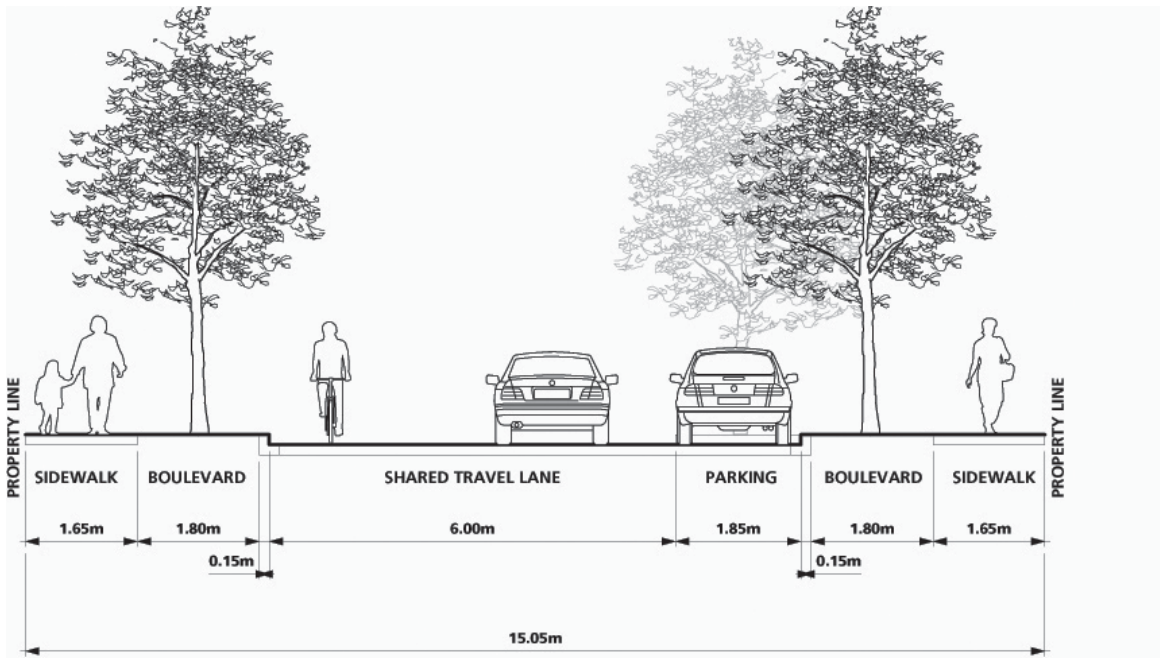 PROPERTY LINE
SIDEWALK BOULEVARD SHARED TRAVEL LANE PARKING BOULEVARD SIDEWALK
PROPERTY LINE
1.65m 1.80m 6.00m 1.85m 1.80m 1.65m
0.15m 0.15m
15.05m